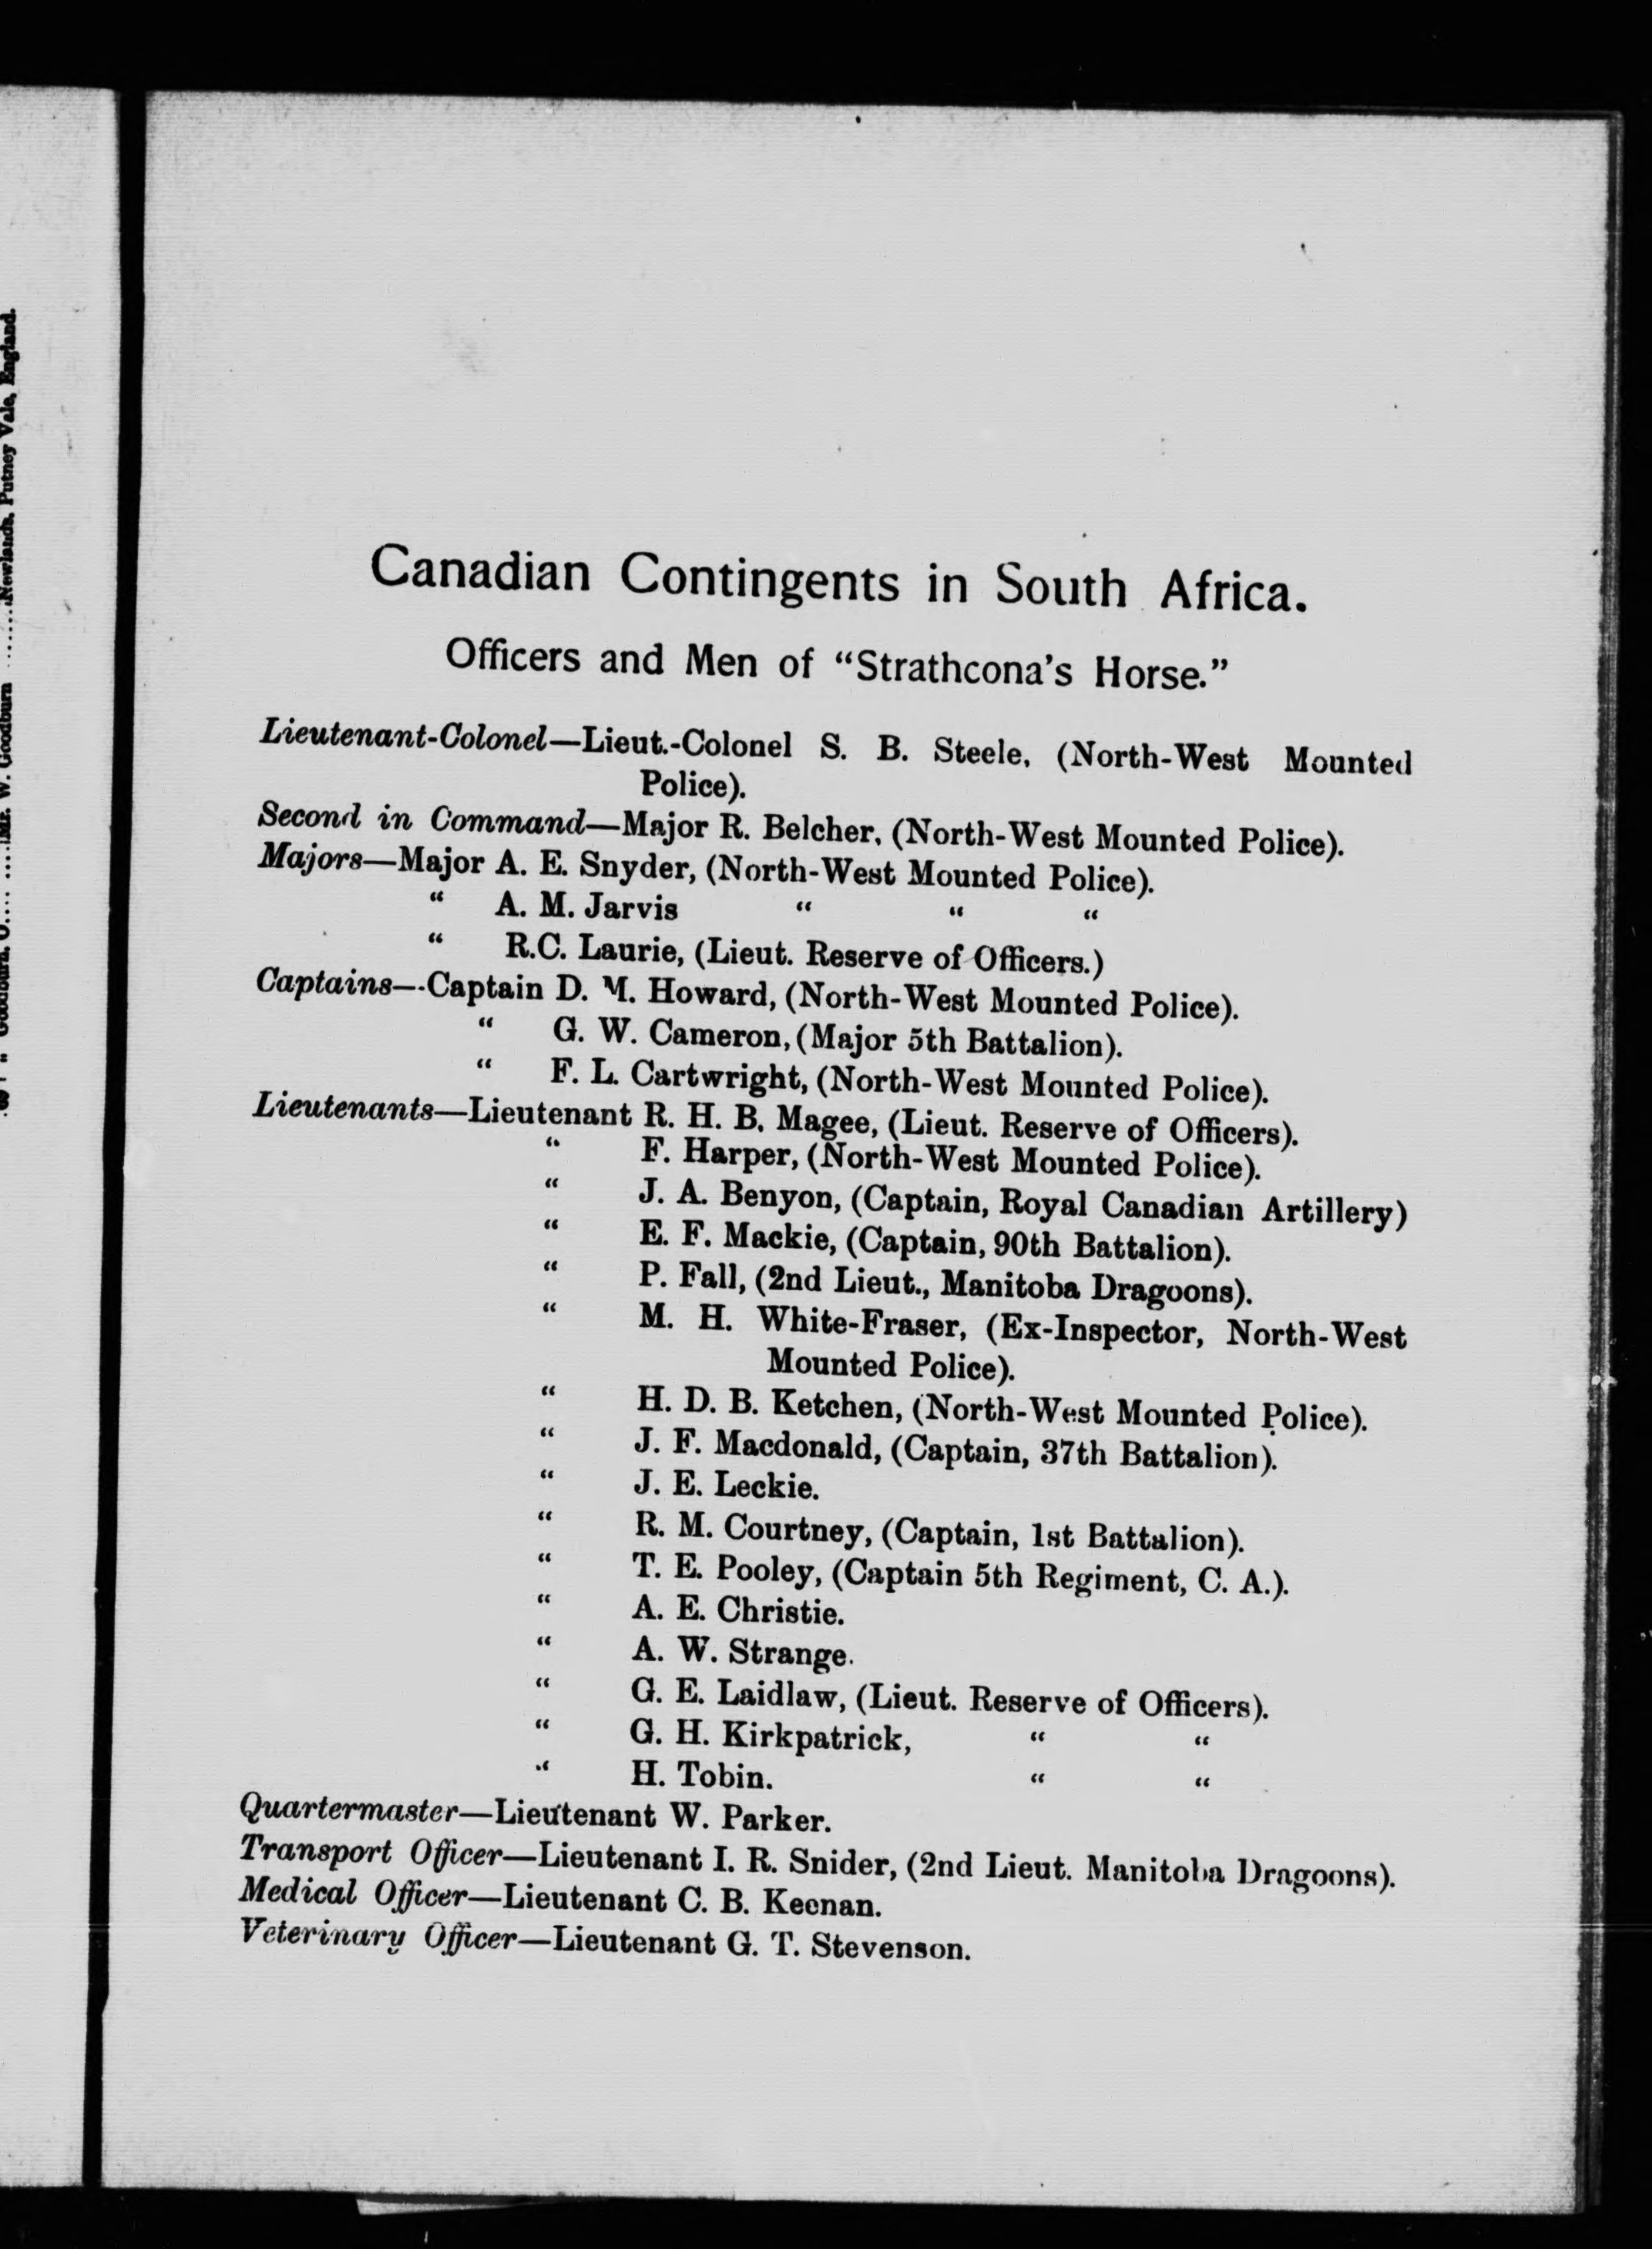 Canadian Contingents in South Africa.
Officers and Men of "Strathcona's Horse."
Lieutenant-Colonel—Lieut.-Colonel S. B. Steele, (North-West Mounted
Police).
Second in Command—Major R. Belcher, (North-West Mounted Police).
Majors—Major A. E. Snyder, (North-West Mounted Police).
" A. M. Jarvis " " "
" R.C. Laurie, (Lieut. Reserve of Officers.)
Captains—Captain D. M. Howard, (North-West Mounted Police).
" G. W. Cameron, (Major 5th Battalion).
" F. L. Cartwright, (North-West Mounted Police).
Lieutenants—Lieutenant R. H. B. Magee, (Lieut. Reserve of Officers).
" F. Harper, (North-West Mounted Police).
" J. A. Benyon, (Captain, Royal Canadian Artillery)
" E. F. Mackie, (Captain, 90th Battalion).
" P. Fall, (2nd Lieut., Manitoba Dragoons).
" M. H. White-Fraser, (Ex-Inspector, North-West
Mounted Police).
" H. D. B. Ketchen, (North-West Mounted Police).
" J. F. Macdonald, (Captain, 37th Battalion).
" J. E. Leckie.
" R. M. Courtney, (Captain, 1st Battalion).
" T. E. Pooley, (Captain 5th Regiment, C. A.).
" A. E. Christie.
" A. W. Strange.
" G. E. Laidlaw, (Lieut. Reserve of Officers).
" G. H. Kirkpatrick, " "
" H. Tobin. " "
Quartermaster—Lieutenant W. Parker.
Transport Officer—Lieutenant I. R. Snider, (2nd Lieut. Manitoba Dragoons).
Medical Officer—Lieutenant C. B. Keenan.
Veterinary Officer—Lieutenant G. T. Stevenson.
W. Goodburn ......Newlands, Putney Vale, England.